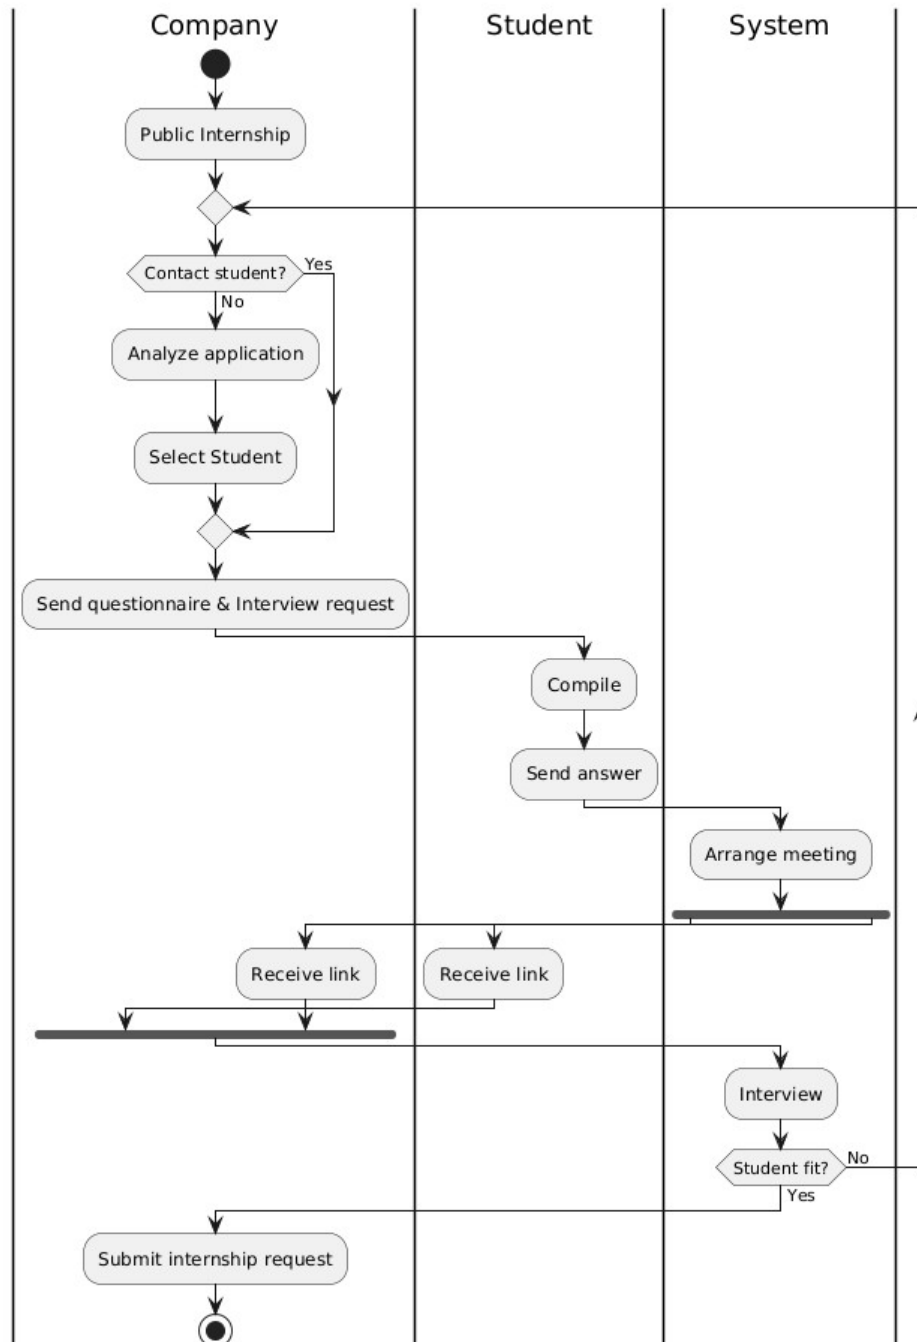 Company
Student
System
Public Internship
Contact student?
Yes
No
Analyze application
Select Student
Send questionnaire & Interview request
Compile
Send answer
Arrange meeting
Receive link
Receive link
Interview
Student fit?
No
Yes
Submit internship request